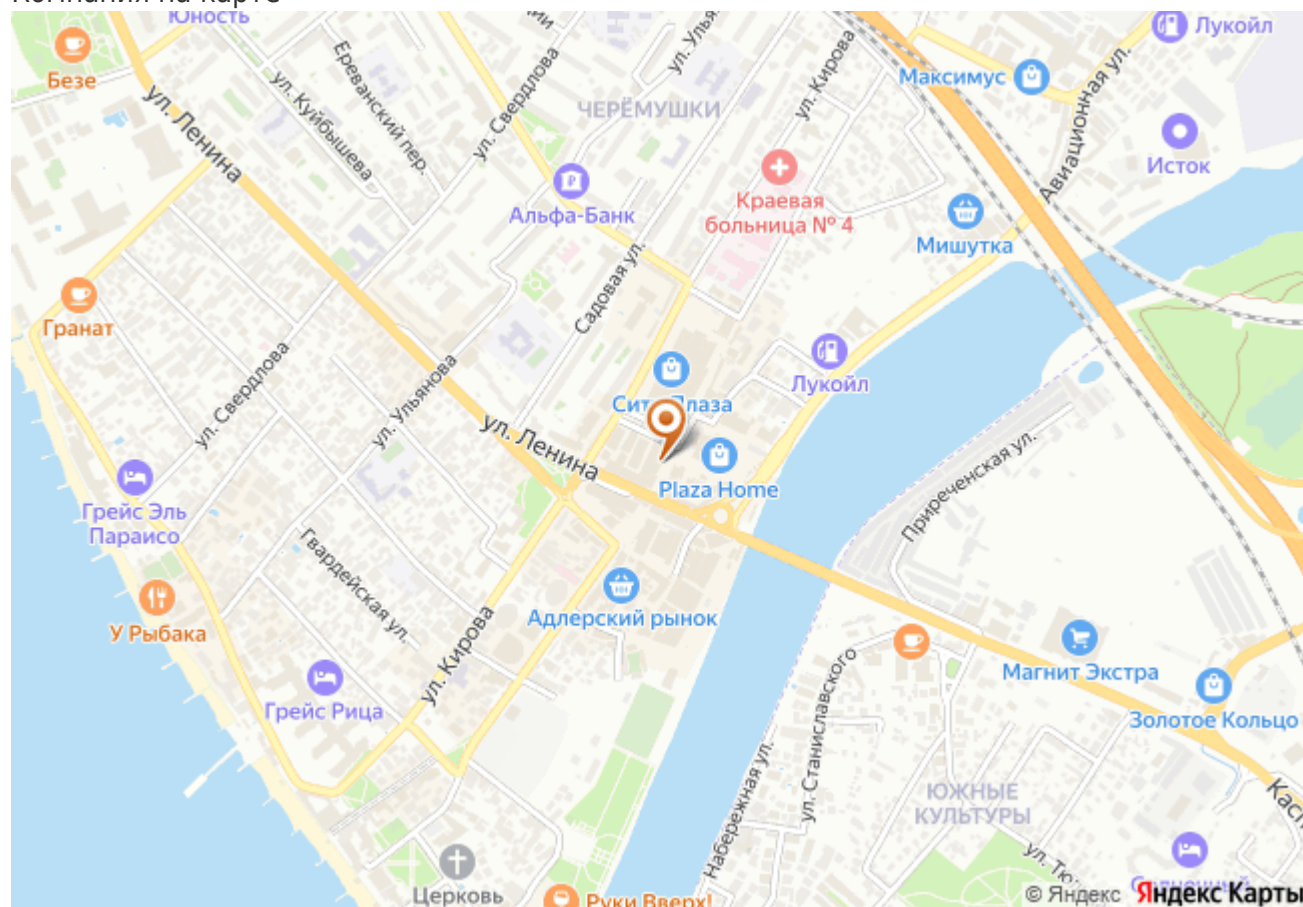 Компания на карте
ЮНОСТЬ
Лукойл
Безе
Максимус
ул. Ленина
ул. Куйбышева
Ереванский пер.
ул. Свердлова
ЧЕРЁМУШКИ
ул. Кирова
Авиационная ул.
Исток
Альфа-Банк
Краевая
больница № 4
Мишутка
Садовая ул.
Гранат
Лукойл
ул. Свердлова
ул. Ульянова
ул. Ленина
Plaza Home
Приреченская ул.
Грейс Эль
Параисо
Гвардейская ул.
У Рыбака
Адлерский рынок
ул. Кирова
Магнит Экстра
Грейс Рица
ул. Станиславского
Золотое Кольцо
Набережная ул.
ЮЖНЫЕ
КУЛЬТУРЫ
Церковь
Руки Вверх!
© Яндекс Яндекс Карты